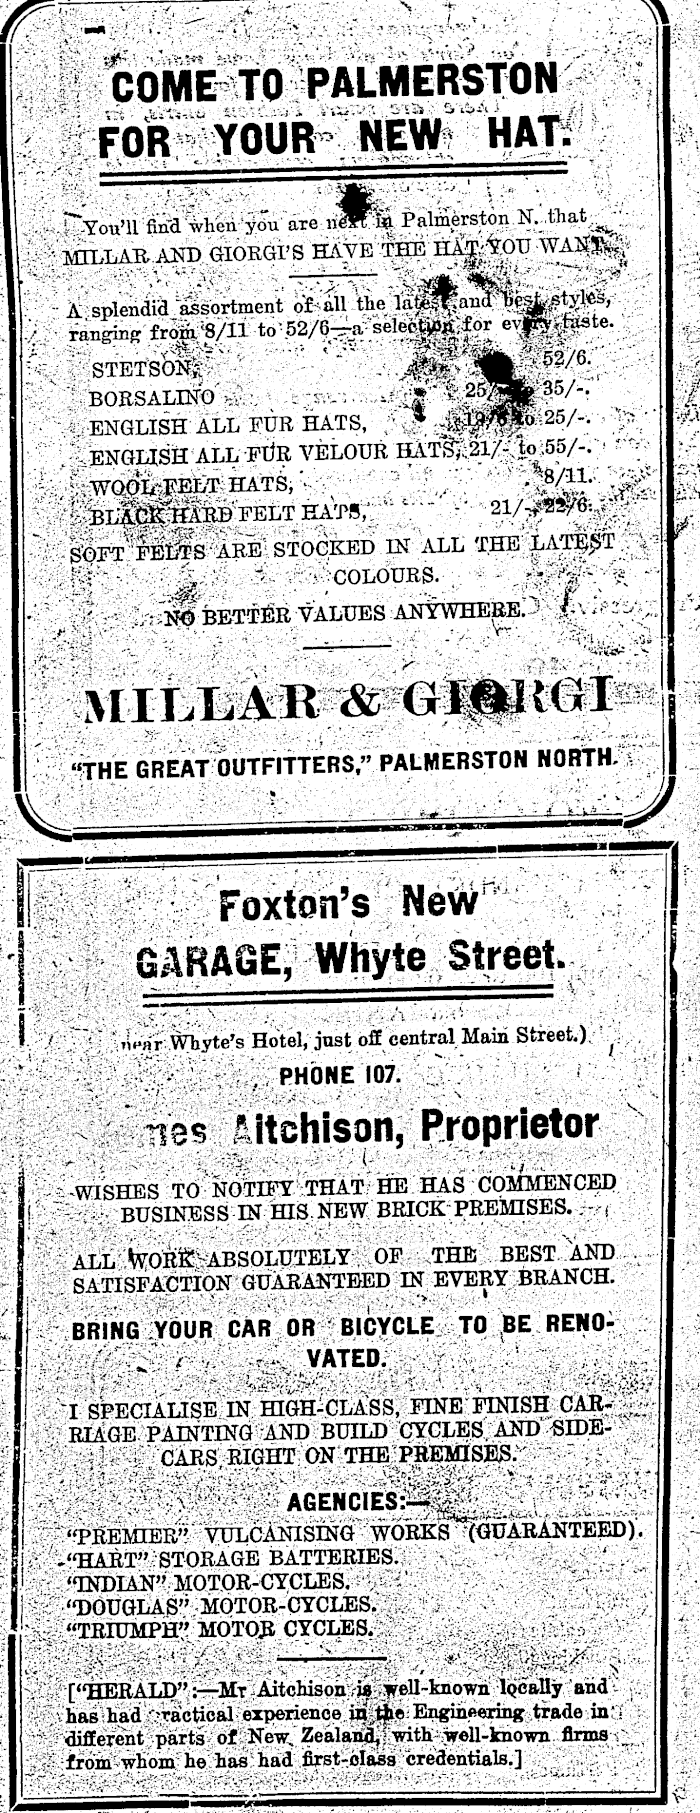 COME TO PALMERSTON
FOR YOUR NEW HAT.
You'll find when you are next in Palmerston N. that
MILLAR AND GIORGI'S HAVE THE HAT YOU WANT.
A splendid assortment of all the latest and best styles,
ranging from 8/11 to 52/6—a selection for every taste.
STETSON, 52/6.
BORSALINO 25/- to 35/-.
ENGLISH ALL FUR HATS, to 25/-.
ENGLISH ALL FUR VELOUR HATS, 21/- to 55/-.
WOOL FELT HATS, 8/11.
BLACK HARD FELT HATS, 21/-, 22/6.
SOFT FELTS ARE STOCKED IN ALL THE LATEST
COLOURS.
NO BETTER VALUES ANYWHERE.
MILLAR & GIORGI
"THE GREAT OUTFITTERS," PALMERSTON NORTH.
Foxton's New
GARAGE, Whyte Street.
near Whyte's Hotel, just off central Main Street.)
PHONE 107.
Aitchison, Proprietor
WISHES TO NOTIFY THAT HE HAS COMMENCED
BUSINESS IN HIS NEW BRICK PREMISES.
ALL WORK ABSOLUTELY OF THE BEST AND
SATISFACTION GUARANTEED IN EVERY BRANCH.
BRING YOUR CAR OR BICYCLE TO BE RENO-
VATED.
I SPECIALISE IN HIGH-CLASS, FINE FINISH CAR-
RIAGE PAINTING AND BUILD CYCLES AND SIDE-
CARS RIGHT ON THE PREMISES.
AGENCIES:—
"PREMIER" VULCANISING WORKS (GUARANTEED).
"HART" STORAGE BATTERIES.
"INDIAN" MOTOR-CYCLES.
"DOUGLAS" MOTOR-CYCLES.
"TRIUMPH" MOTOR CYCLES.
["HERALD":—Mr Aitchison is well-known locally and
has had ractical experience in the Engineering trade in
different parts of New Zealand, with well-known firms
from whom he has had first-class credentials.]